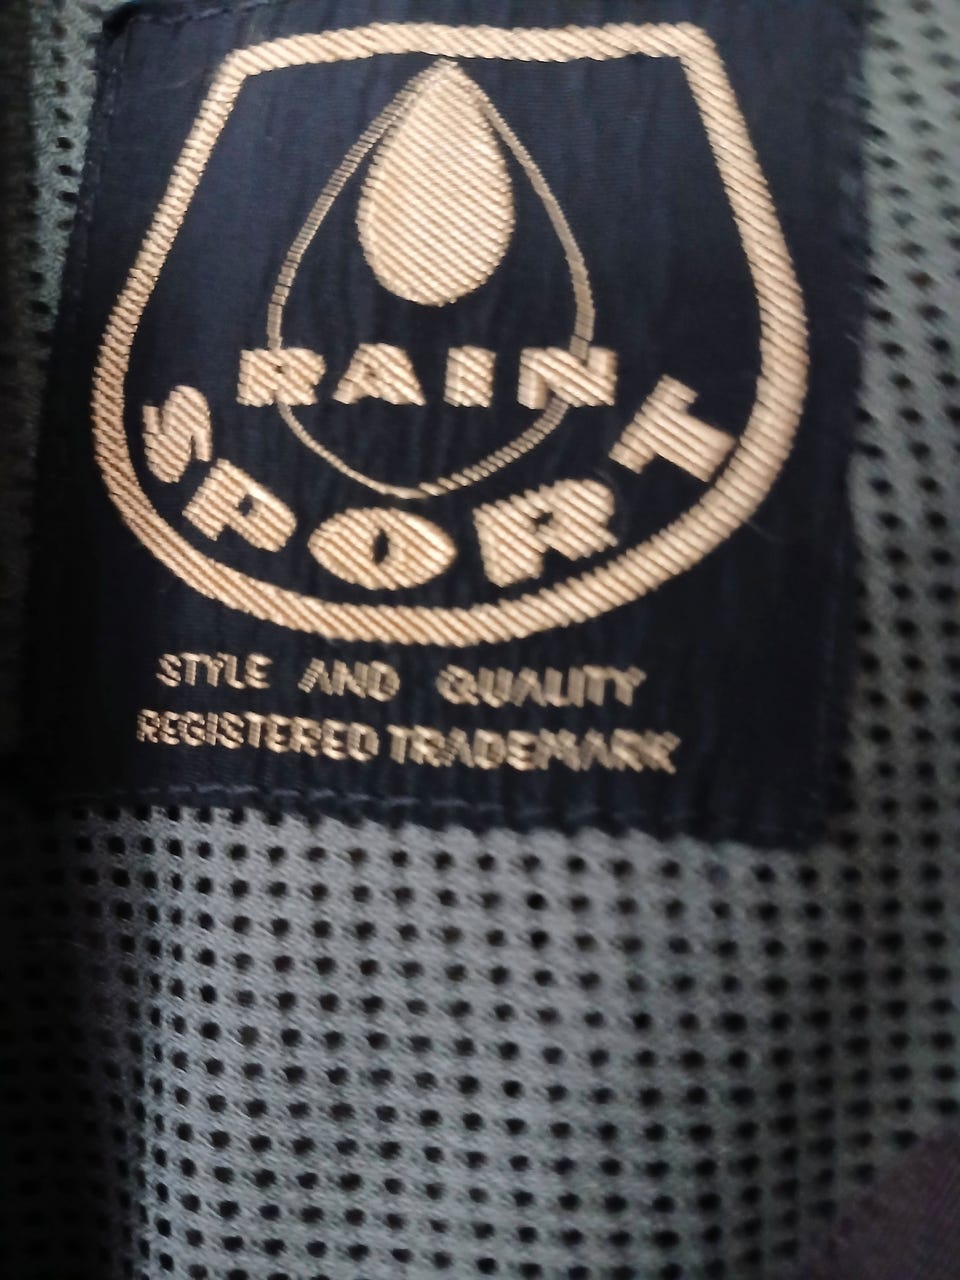 RAIN
SPORT
STYLE AND QUALITY
REGISTERED TRADEMARK